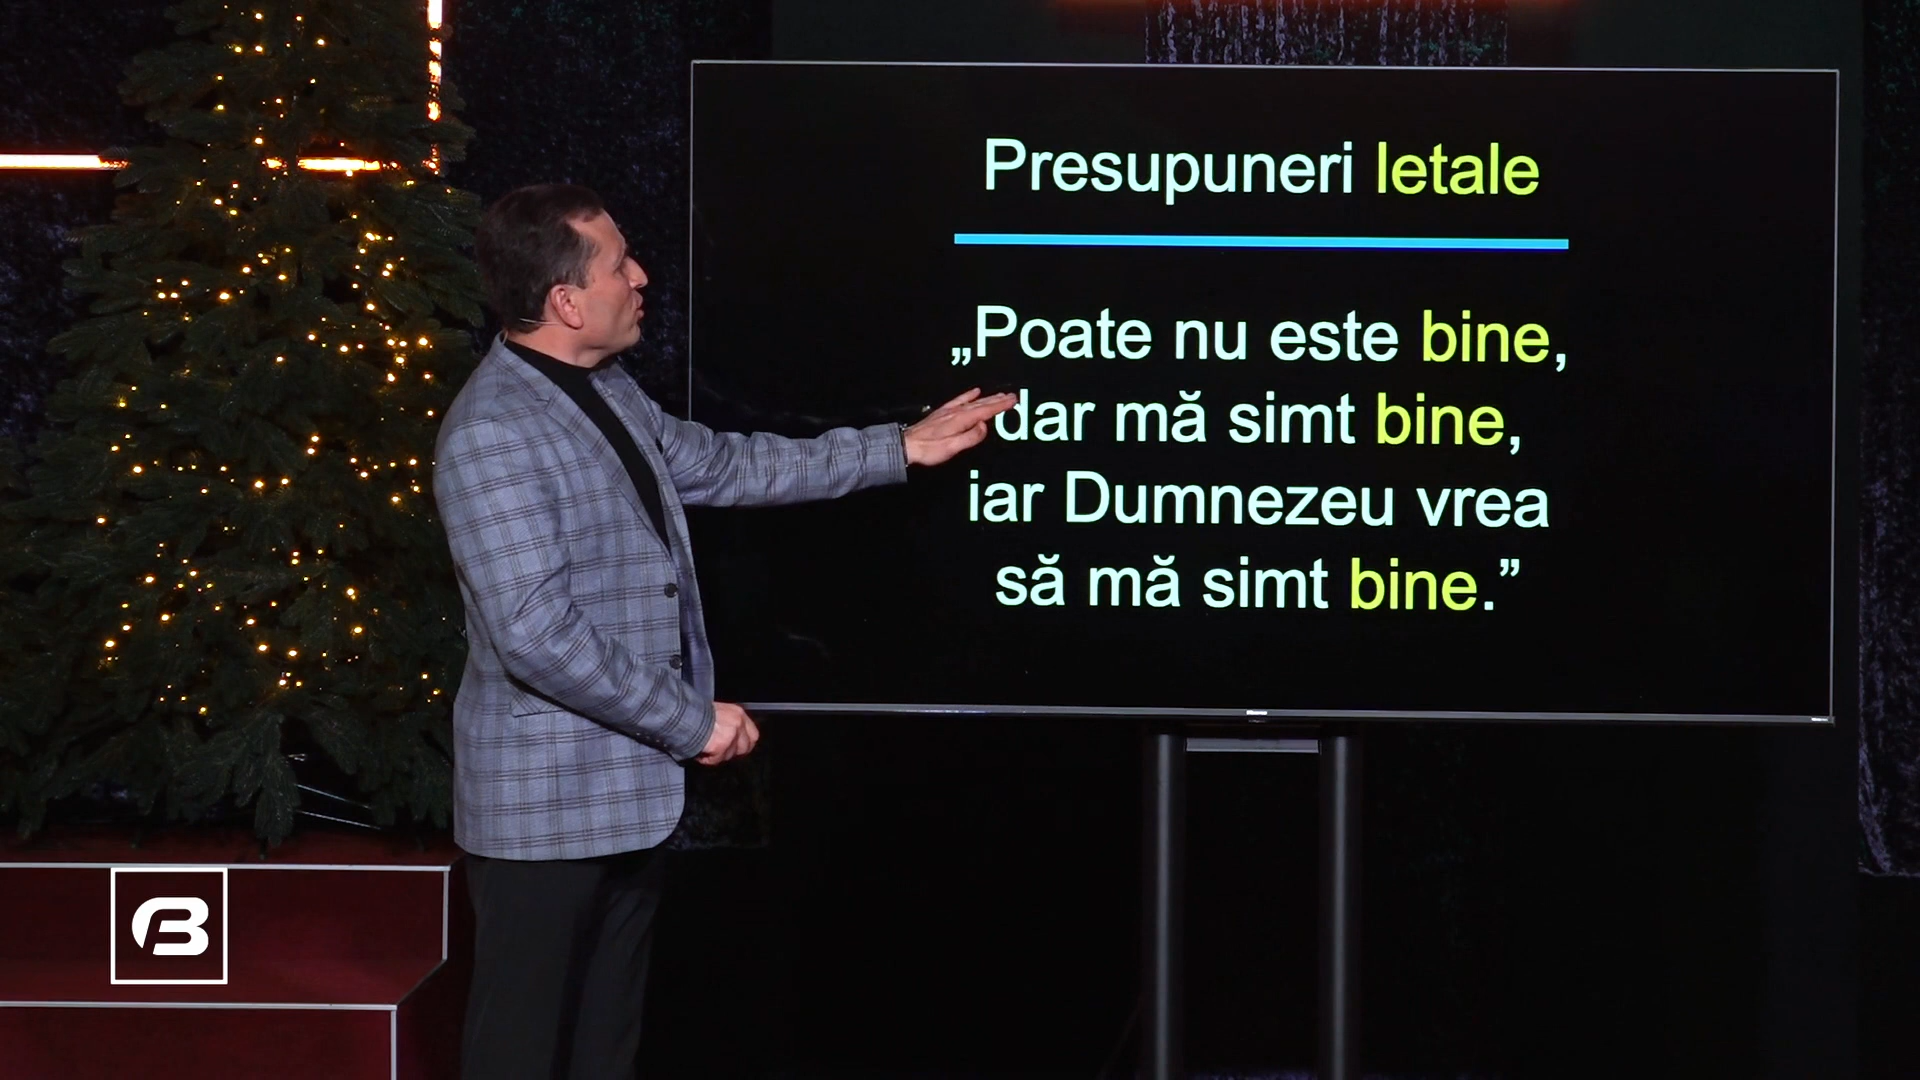 Presupuneri letale
„Poate nu este bine,
dar mă simt bine,
iar Dumnezeu vrea
să mă simt bine.”
B